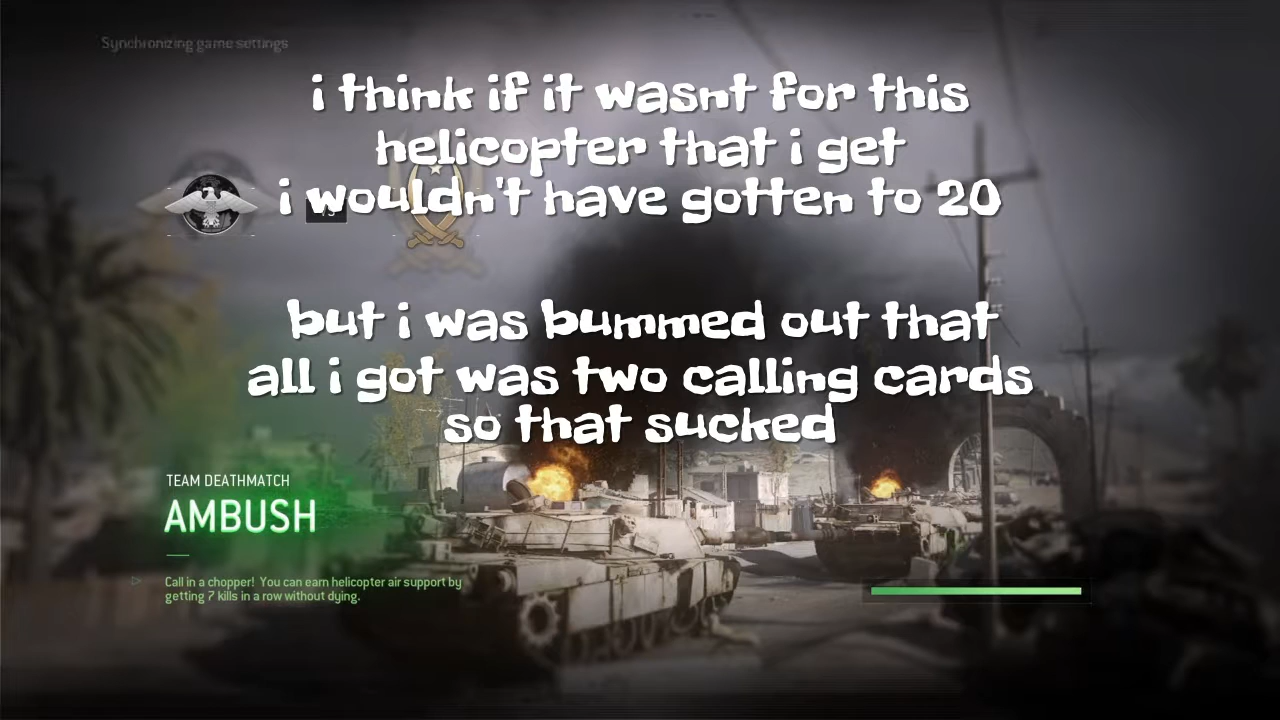 Synchronizing game settings
i think if it wasnt for this
helicopter that i get
i wouldn't have gotten to 20
but i was bummed out that
all i got was two calling cards
so that sucked
TEAM DEATHMATCH
AMBUSH
Call in a chopper! You can earn helicopter air support by
getting 7 kills in a row without dying.